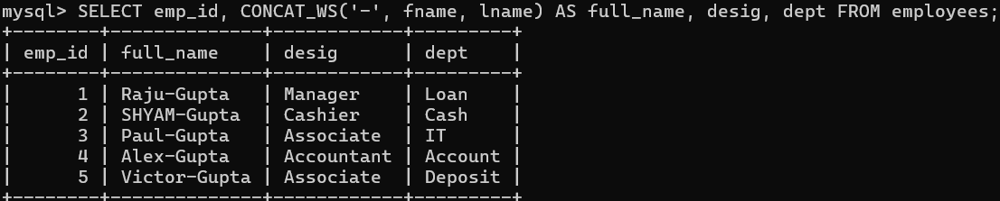 mysql> SELECT emp_id, CONCAT_WS('-', fname, lname) AS full_name, desig, dept FROM employees;
+--------+--------------+------------+---------+
| emp_id | full_name    | desig      | dept    |
+--------+--------------+------------+---------+
|      1 | Raju-Gupta   | Manager    | Loan    |
|      2 | SHYAM-Gupta  | Cashier    | Cash    |
|      3 | Paul-Gupta   | Associate  | IT      |
|      4 | Alex-Gupta   | Accountant | Account |
|      5 | Victor-Gupta | Associate  | Deposit |
+--------+--------------+------------+---------+